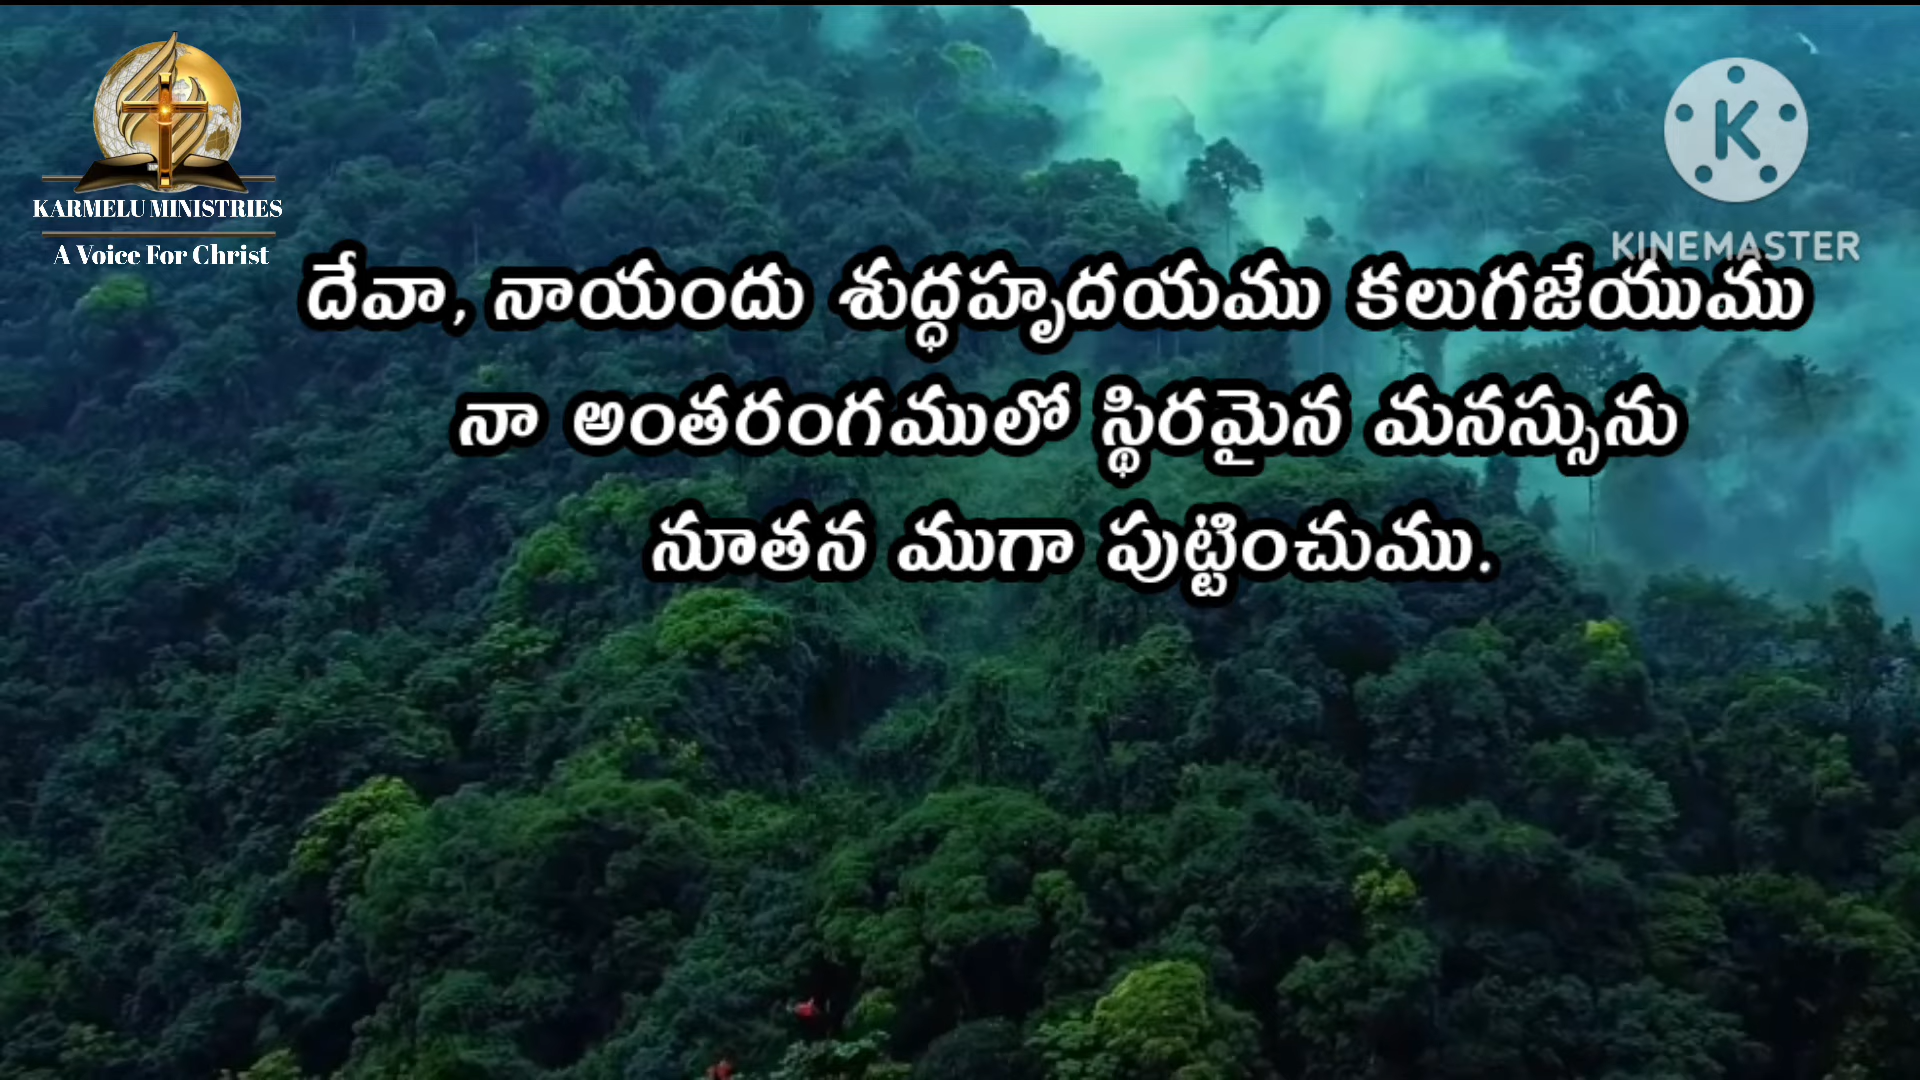 KARMELU MINISTRIES
A Voice For Christ
K
KINEMASTER
దేవా, నాయందు శుద్ధహృదయము కలుగజేయుము
నా అంతరంగములో స్థిరమైన మనస్సును
నూతన ముగా పుట్టించుము.